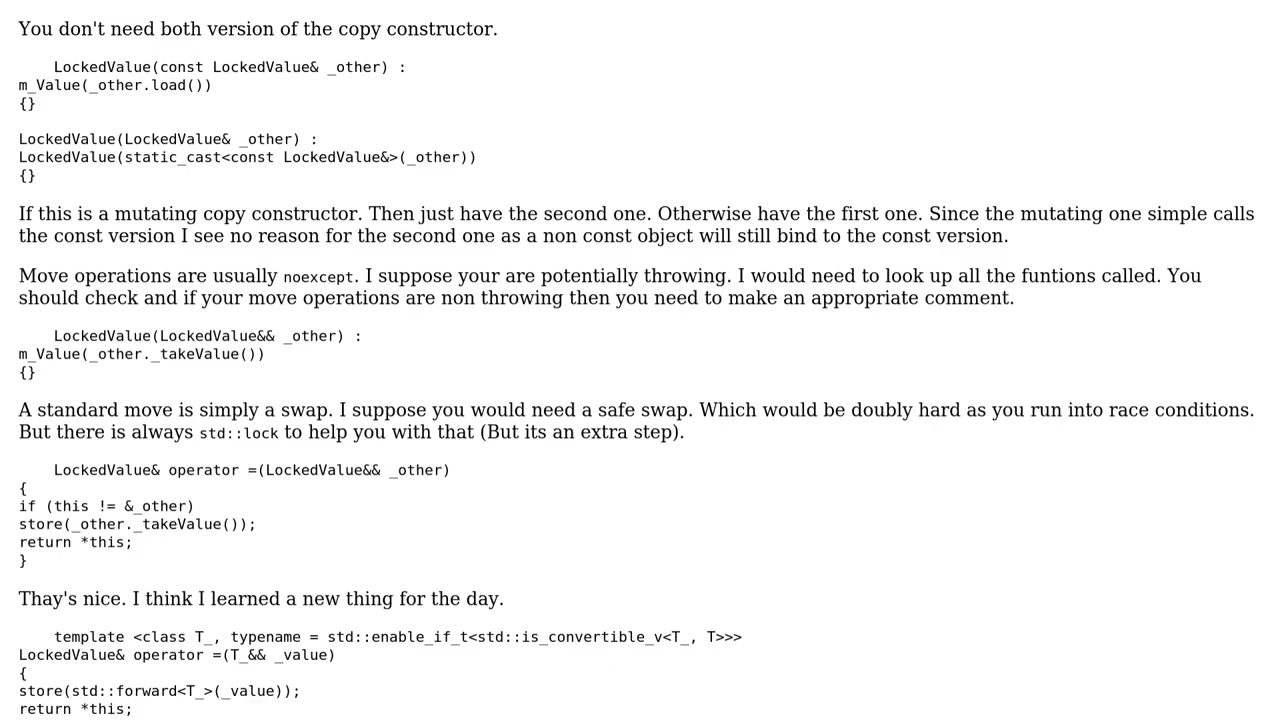 You don't need both version of the copy constructor.
LockedValue(const LockedValue& _other) :
m_Value(_other.load())
{}
LockedValue(LockedValue& _other) :
LockedValue(static_cast<const LockedValue&>(_other))
{}
If this is a mutating copy constructor. Then just have the second one. Otherwise have the first one. Since the mutating one simple calls
the const version I see no reason for the second one as a non const object will still bind to the const version.
Move operations are usually noexcept. I suppose your are potentially throwing. I would need to look up all the funtions called. You
should check and if your move operations are non throwing then you need to make an appropriate comment.
LockedValue(LockedValue&& _other) :
m_Value(_other._takeValue())
{}
A standard move is simply a swap. I suppose you would need a safe swap. Which would be doubly hard as you run into race conditions.
But there is always std::lock to help you with that (But its an extra step).
LockedValue& operator =(LockedValue&& _other)
{
if (this != &_other)
store(_other._takeValue());
return *this;
}
Thay's nice. I think I learned a new thing for the day.
template <class T_, typename = std::enable_if_t<std::is_convertible_v<T_, T>>>
LockedValue& operator =(T_&& _value)
{
store(std::forward<T_>(_value));
return *this;